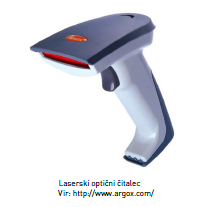 Laserski optični čitalec
Vir: http://www.argox.com/